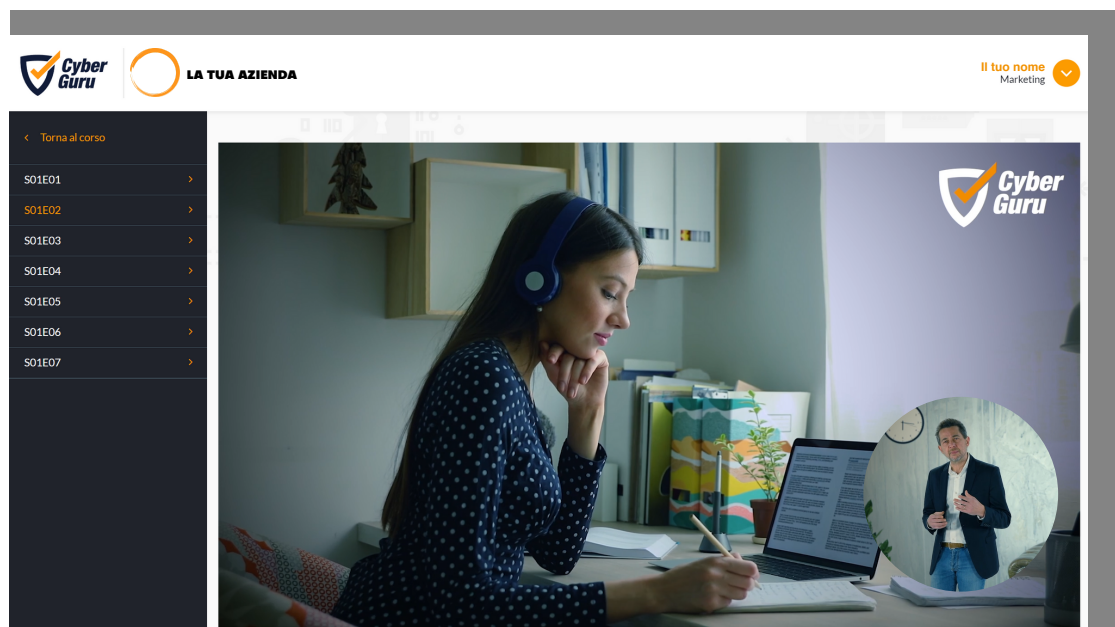 Cyber
Guru
LA TUA AZIENDA
Il tuo nome
Marketing
Torna al corso
S01E01
S01E02
S01E03
S01E04
S01E05
S01E06
S01E07
Cyber
Guru